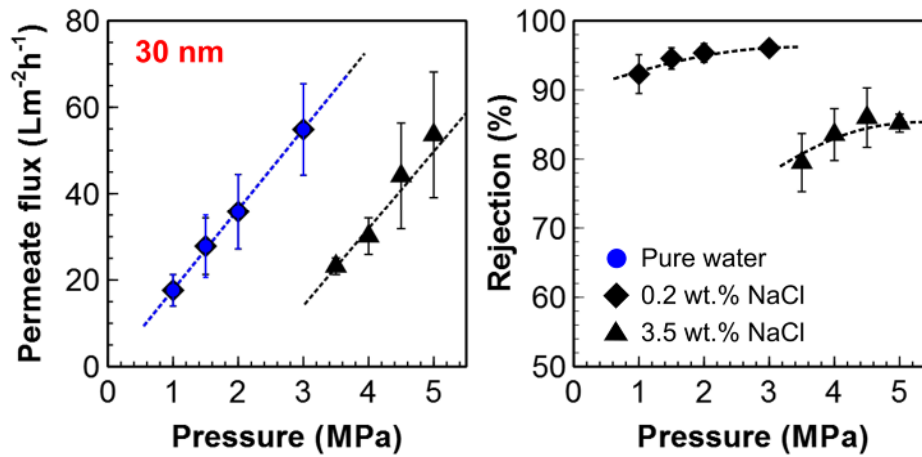 80
60
40
20
0
Permeate flux (Lm⁻²h⁻¹)
30 nm
0 1 2 3 4 5
Pressure (MPa)
100
90
80
70
60
50
Rejection (%)
Pure water
0.2 wt.% NaCl
3.5 wt.% NaCl
0 1 2 3 4 5
Pressure (MPa)